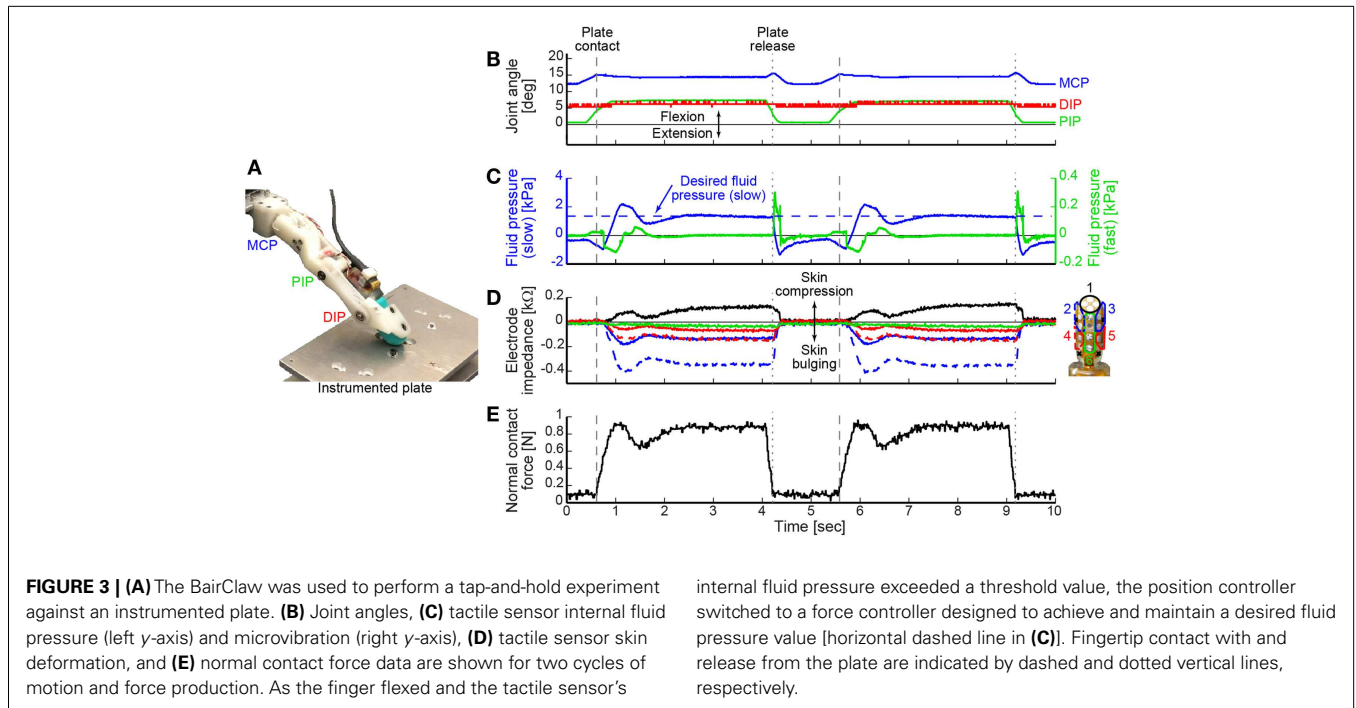 Plate
contact
Plate
release
B
20
15
10
5
0
Joint angle
[deg]
Flexion
Extension
MCP
DIP
PIP
A
MCP
PIP
DIP
Instrumented plate
C
4
2
0
-2
Fluid pressure
(slow) [kPa]
Desired fluid
pressure (slow)
0.4
0.2
0
-0.2
Fluid pressure
(fast) [kPa]
D
0.2
0
-0.2
-0.4
Electrode
impedance [kΩ]
Skin
compression
Skin
bulging
1
2 3
4 5
E
1
0.8
0.6
0.4
0.2
0
Normal contact
force [N]
0 1 2 3 4 5 6 7 8 9 10
Time [sec]
FIGURE 3 | (A) The BairClaw was used to perform a tap-and-hold experiment
against an instrumented plate. (B) Joint angles, (C) tactile sensor internal fluid
pressure (left y-axis) and microvibration (right y-axis), (D) tactile sensor skin
deformation, and (E) normal contact force data are shown for two cycles of
motion and force production. As the finger flexed and the tactile sensor's
internal fluid pressure exceeded a threshold value, the position controller
switched to a force controller designed to achieve and maintain a desired fluid
pressure value [horizontal dashed line in (C)]. Fingertip contact with and
release from the plate are indicated by dashed and dotted vertical lines,
respectively.